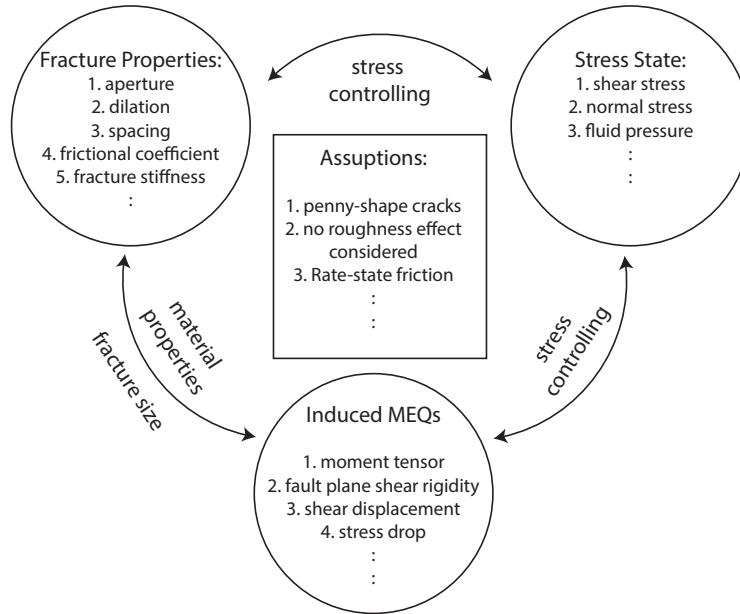 Fracture Properties:
1. aperture
2. dilation
3. spacing
4. frictional coefficient
5. fracture stiffness
:
stress
controlling
Stress State:
1. shear stress
2. normal stress
3. fluid pressure
:
:
Assuptions:
1. penny-shape cracks
2. no roughness effect
considered
3. Rate-state friction
:
:
material
properties
fracture size
stress
controlling
Induced MEQs
1. moment tensor
2. fault plane shear rigidity
3. shear displacement
4. stress drop
:
: